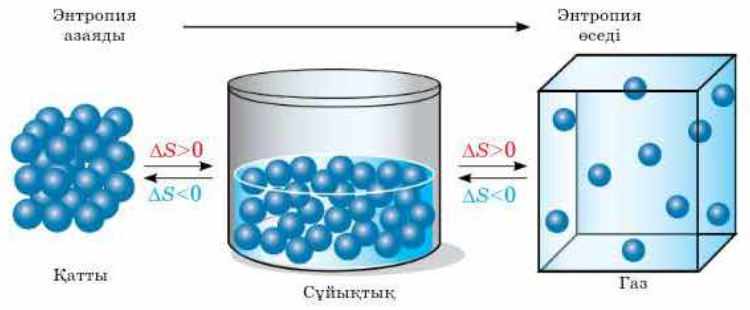 Энтропия
азаяды
Энтропия
өседі
ΔS>0
ΔS<0
ΔS>0
ΔS<0
Қатты
Сұйықтық
Газ